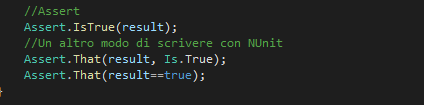 //Assert
Assert.IsTrue(result);
//Un altro modo di scrivere con NUnit
Assert.That(result, Is.True);
Assert.That(result==true);
}